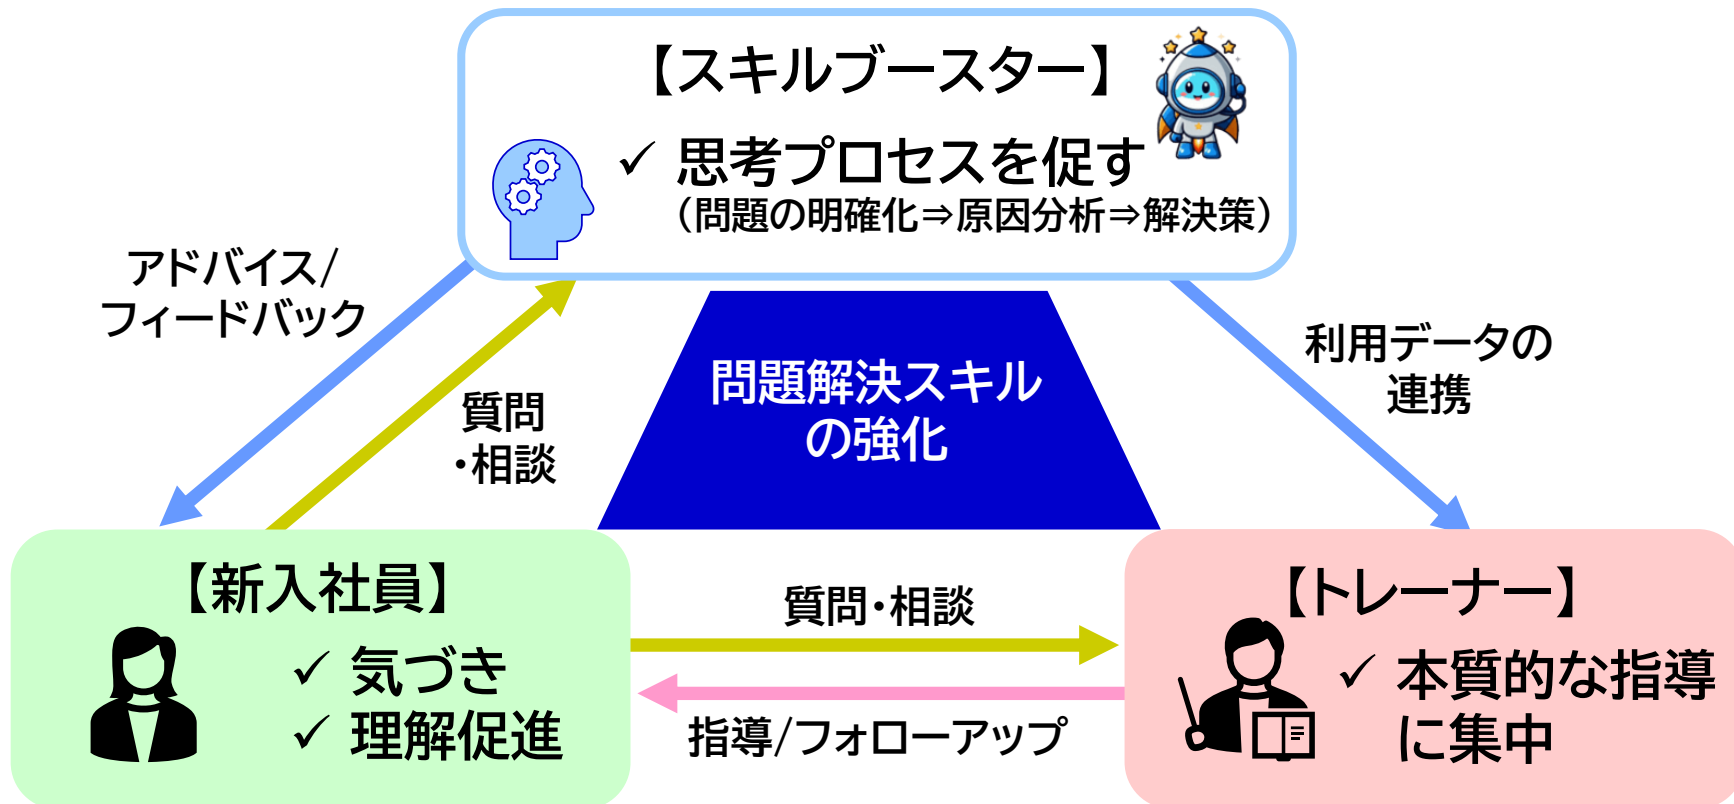 【スキルブースター】
✓ 思考プロセスを促す
（問題の明確化⇒原因分析⇒解決策）
アドバイス/
フィードバック
質問
・相談
問題解決スキル
の強化
利用データの
連携
【新入社員】
✓ 気づき
✓ 理解促進
質問・相談
指導/フォローアップ
【トレーナー】
✓ 本質的な指導
に集中